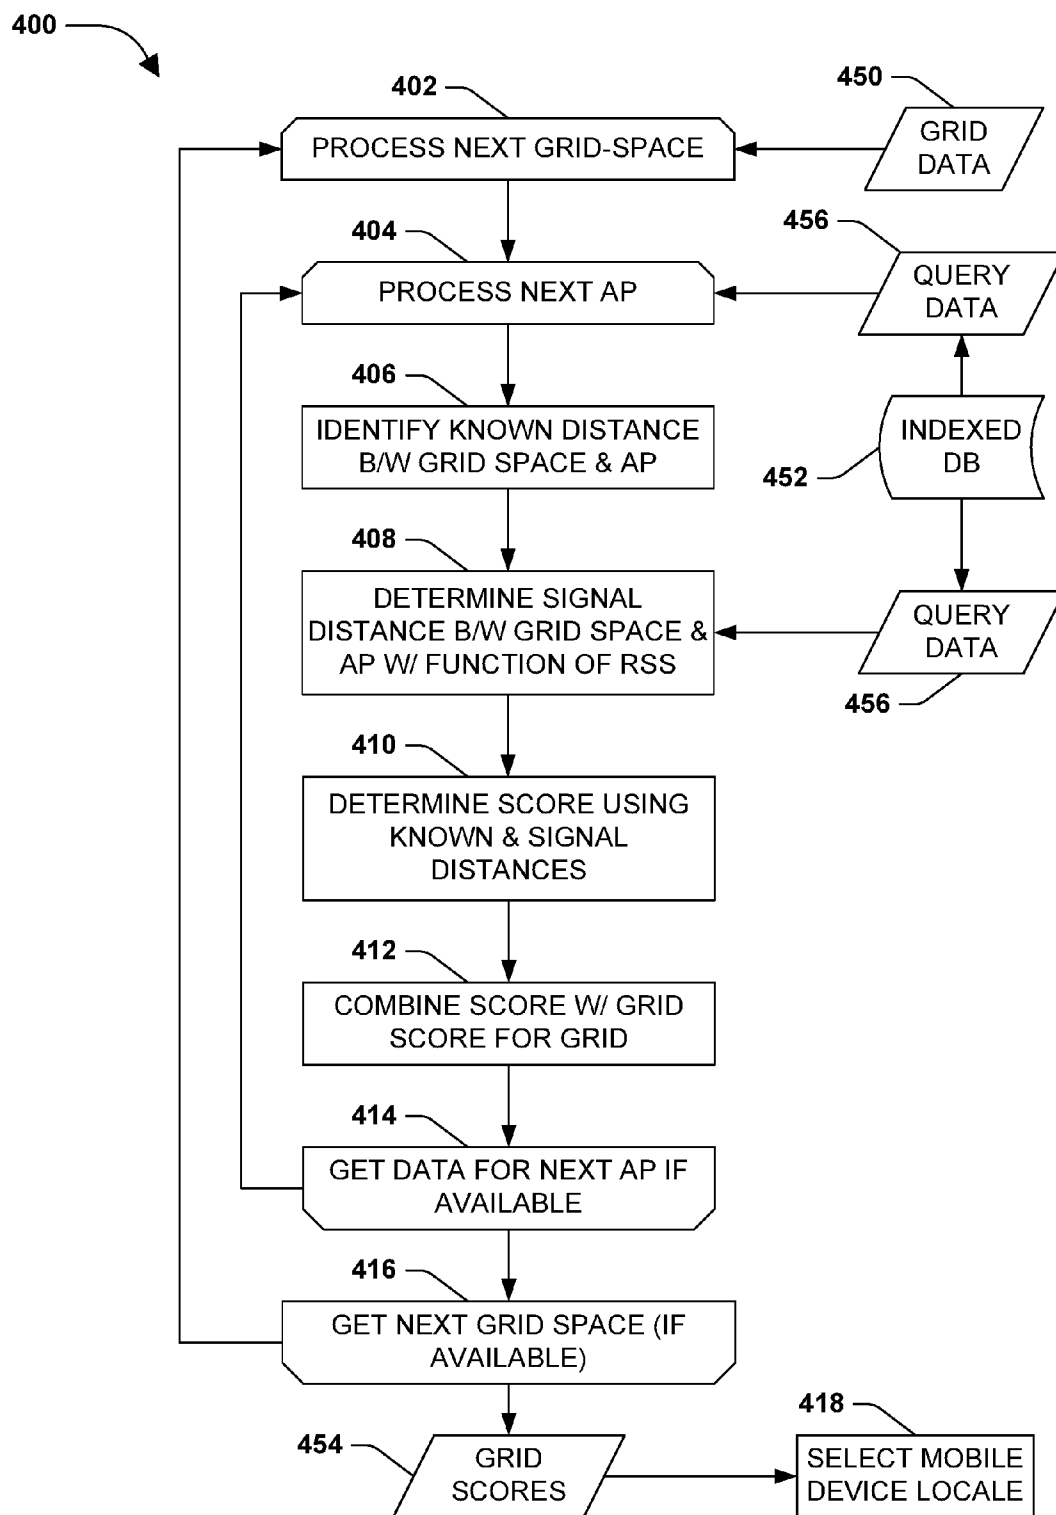 400
402
450
PROCESS NEXT GRID-SPACE
GRID
DATA
404
456
PROCESS NEXT AP
QUERY
DATA
406
IDENTIFY KNOWN DISTANCE
B/W GRID SPACE & AP
INDEXED
DB
452
408
DETERMINE SIGNAL
DISTANCE B/W GRID SPACE &
AP W/ FUNCTION OF RSS
QUERY
DATA
456
410
DETERMINE SCORE USING
KNOWN & SIGNAL
DISTANCES
412
COMBINE SCORE W/ GRID
SCORE FOR GRID
414
GET DATA FOR NEXT AP IF
AVAILABLE
416
GET NEXT GRID SPACE (IF
AVAILABLE)
454
GRID
SCORES
418
SELECT MOBILE
DEVICE LOCALE